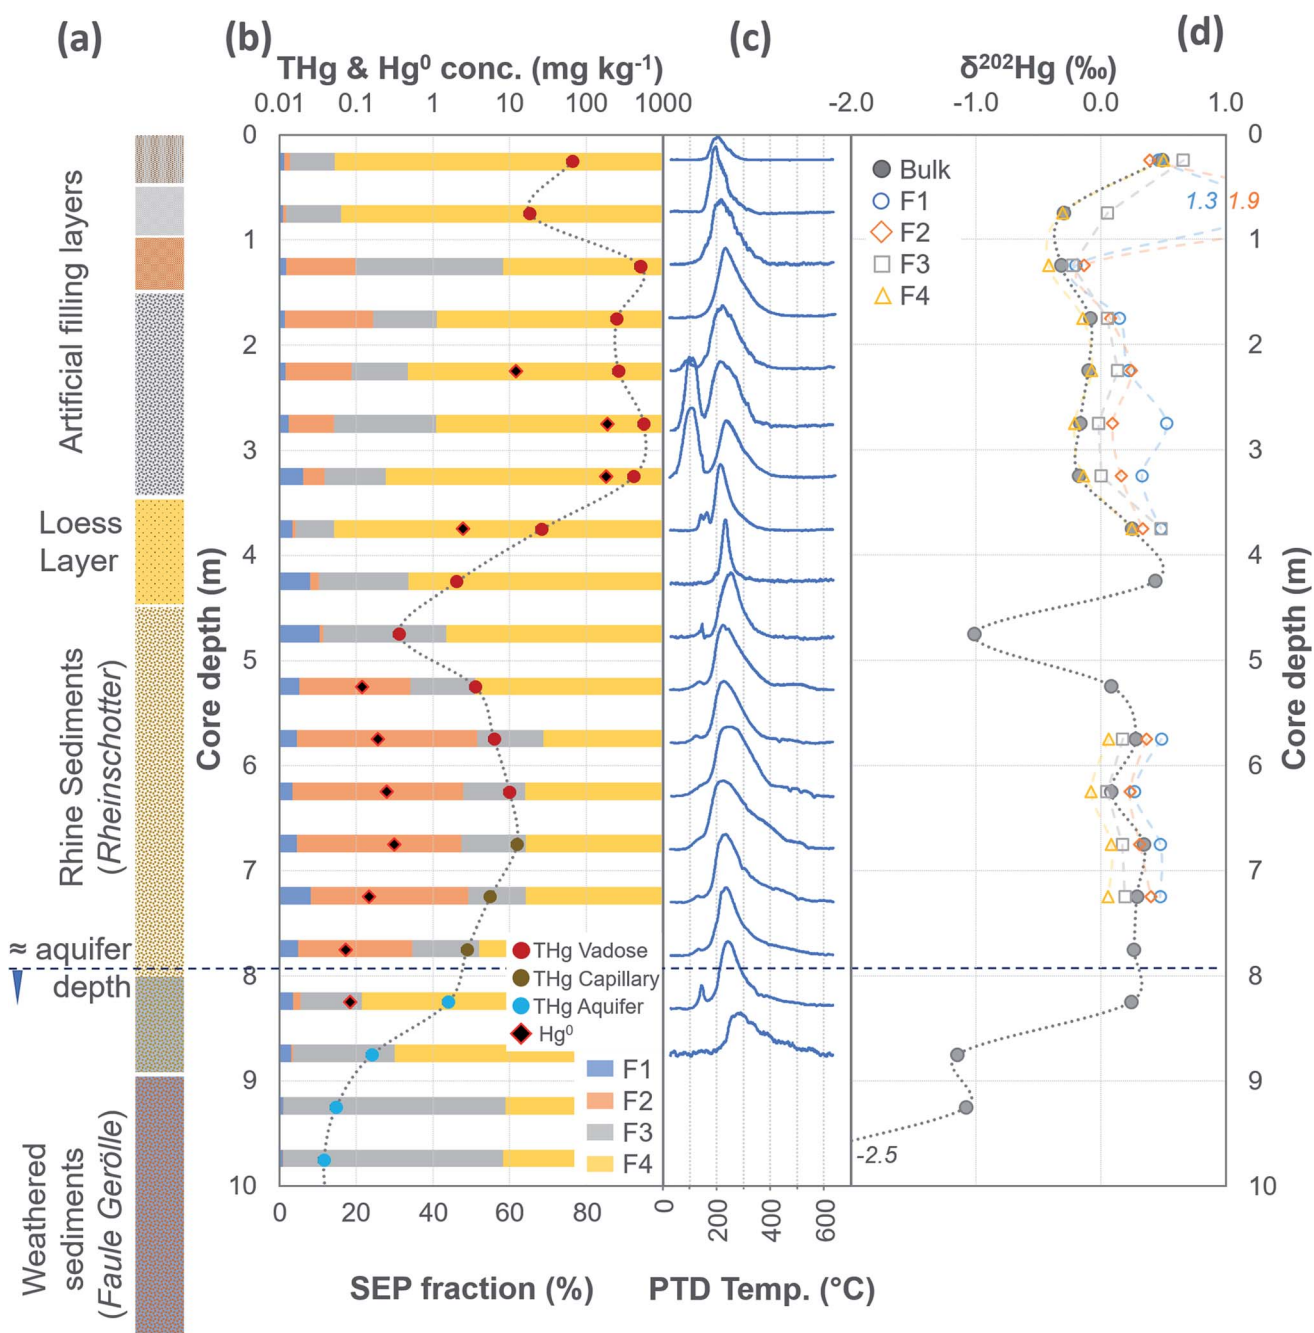 (a)
(b)
(c)
(d)
THg & Hg⁰ conc. (mg kg⁻¹)
δ²⁰²Hg (‰)
0.01 0.1 1 10 100 1000
-2.0 -1.0 0.0 1.0
Artificial filling layers
Loess
Layer
Rhine Sediments
(Rheinschotter)
≈ aquifer
depth
Weathered
sediments
(Faule Gerölle)
Core depth (m)
0
1
2
3
4
5
6
7
8
9
10
THg Vadose
THg Capillary
THg Aquifer
Hg⁰
F1
F2
F3
F4
0 20 40 60 80
SEP fraction (%)
0 200 400 600
PTD Temp. (°C)
Bulk
F1
F2
F3
F4
1.3 1.9
-2.5
0
1
2
3
4
5
6
7
8
9
10
Core depth (m)